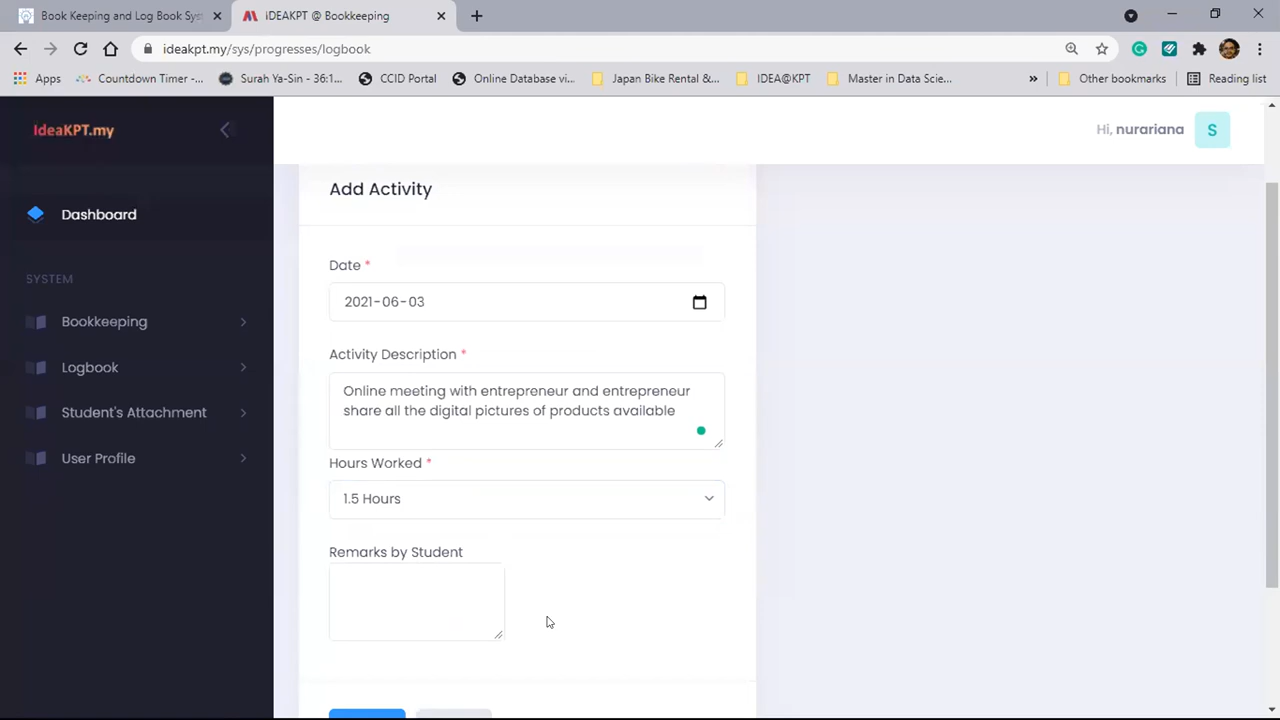 Book Keeping and Log Book Sys
IDEAKPT @ Bookkeeping
ideakpt.my/sys/progresses/logbook
Apps
Countdown Timer -...
Surah Ya-Sin - 36:1...
CCID Portal
Online Database vi...
Japan Bike Rental &...
IDEA@KPT
Master in Data Scie...
»
Other bookmarks
Reading list
IdeaKPT.my
Hi, nurariana
S
Dashboard
SYSTEM
Bookkeeping
Logbook
Student's Attachment
User Profile
Add Activity
Date *
2021-06-03
Activity Description *
Online meeting with entrepreneur and entrepreneur
share all the digital pictures of products available
Hours Worked *
1.5 Hours
Remarks by Student